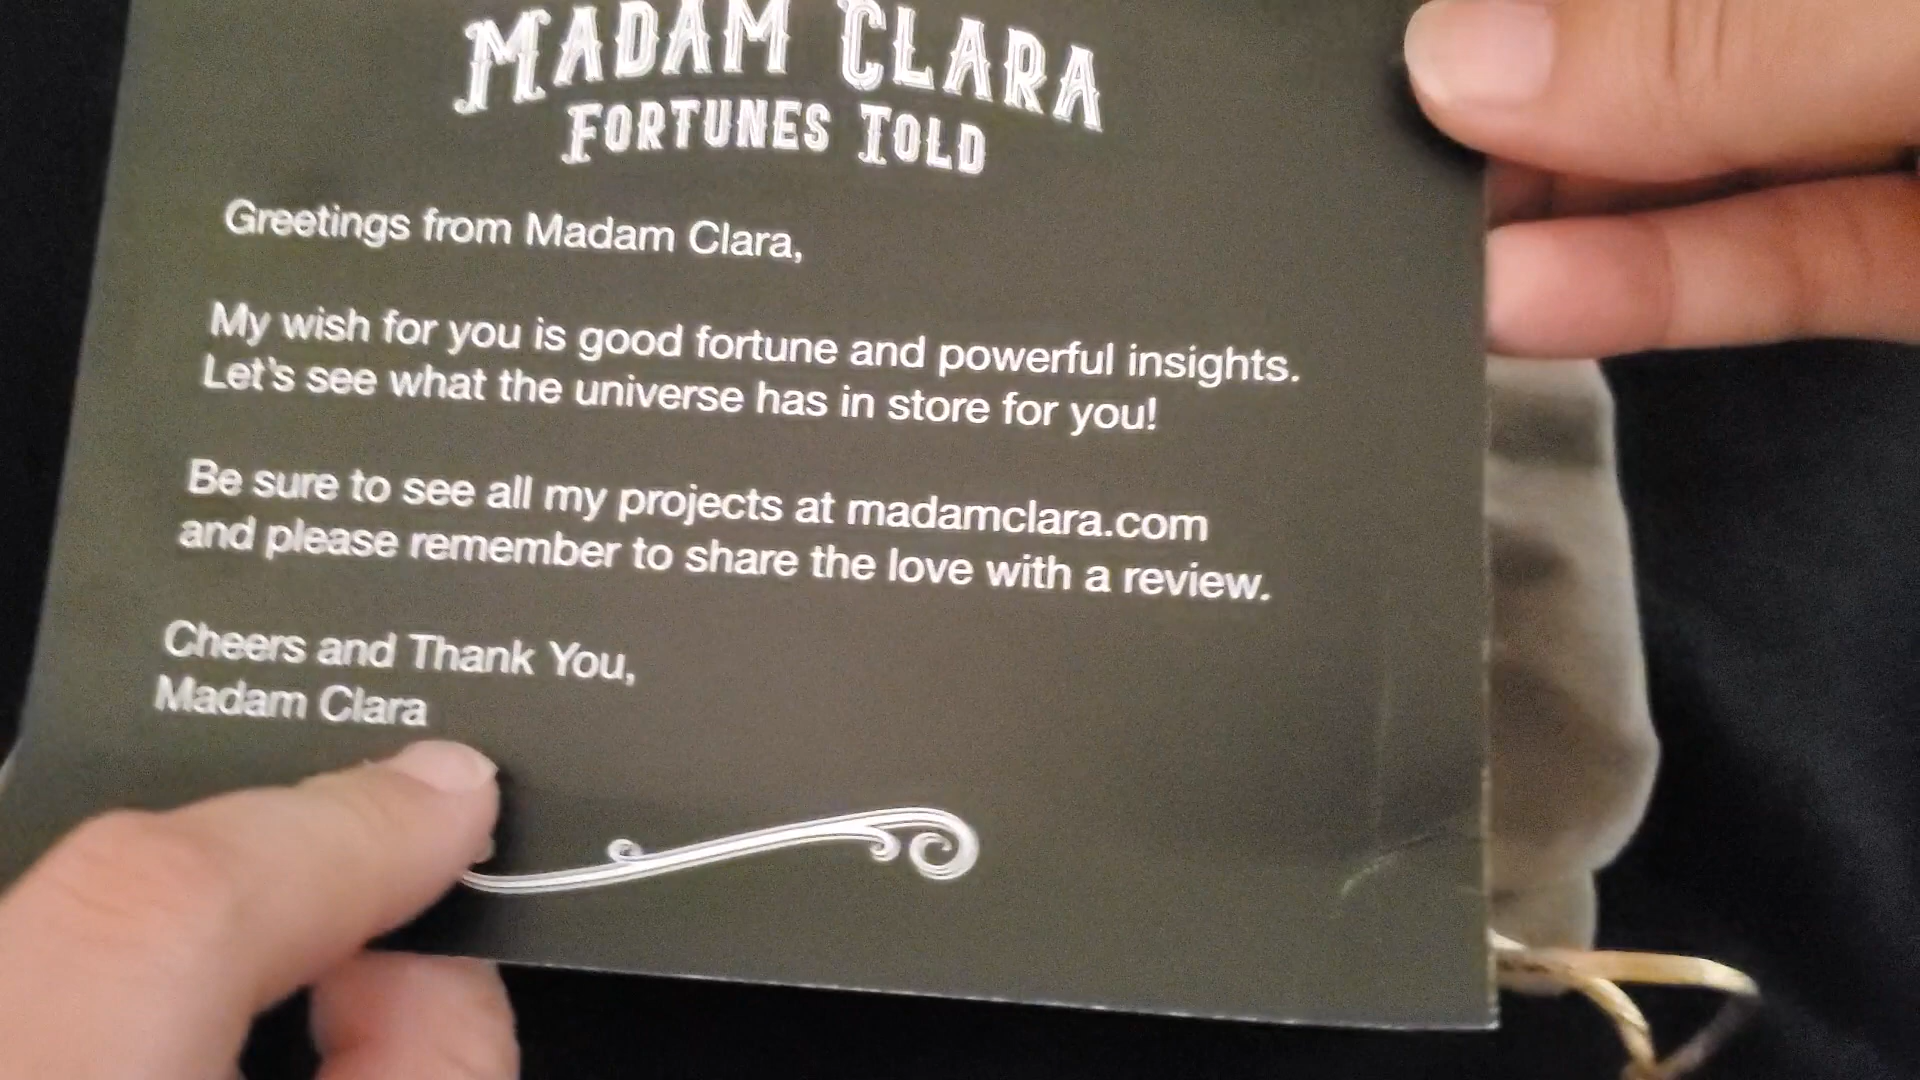 MADAM CLARA
FORTUNES TOLD
Greetings from Madam Clara,
My wish for you is good fortune and powerful insights.
Let's see what the universe has in store for you!
Be sure to see all my projects at madamclara.com
and please remember to share the love with a review.
Cheers and Thank You,
Madam Clara